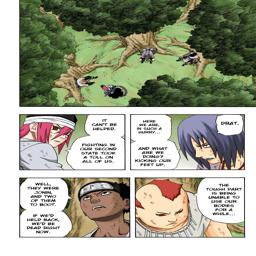 DRAT.
HERE
WE ARE,
IN SUCH A
HURRY...
AND WHAT
ARE WE
DOING?
KICKING OUR
FEET UP.
IT
CAN'T BE
HELPED.
FIGHTING IN
OUR SECOND
STATE TOOK
A TOLL ON
ALL OF US.
THE
TOUGH PART
IS BEING
UNABLE TO
USE OUR
BODIES
FOR A
WHILE...
WELL,
THEY WERE
JONIN,
AND TWO
OF THEM
TO BOOT.
IF WE'D
HELD BACK,
WE'D BE
DEAD RIGHT
NOW.